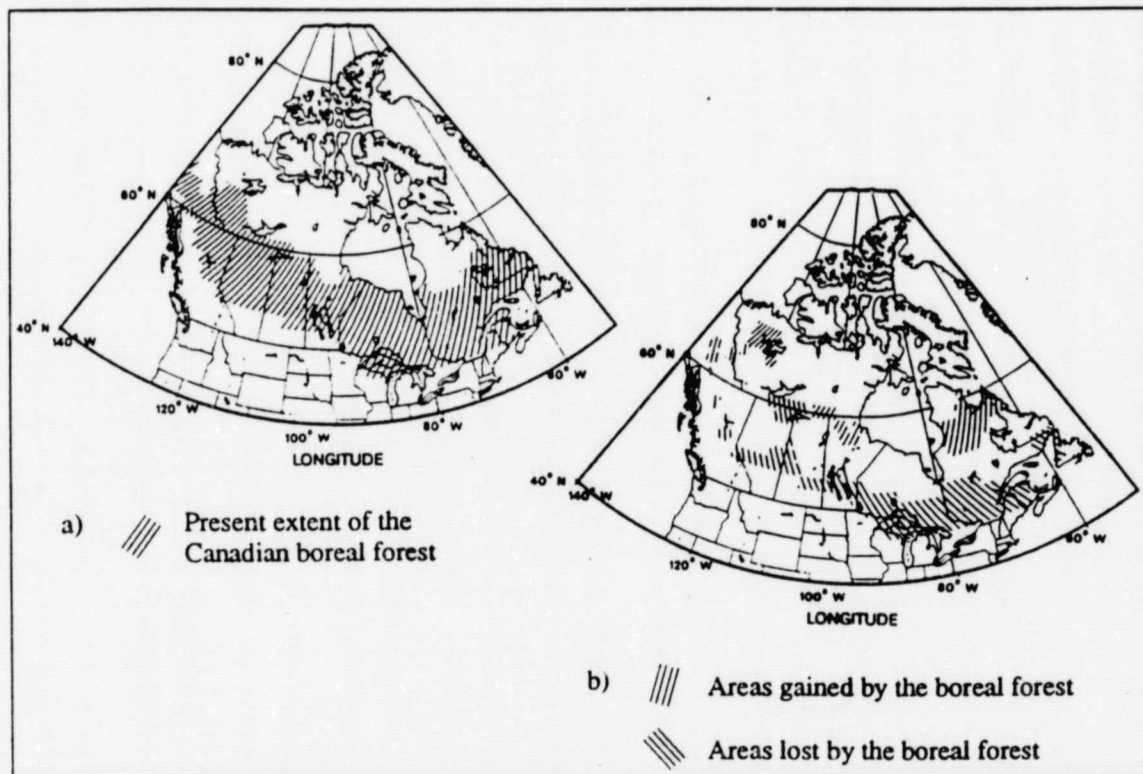 80° N
60° N
40° N
140° W
120° W
100° W
80° W
60° W
LONGITUDE
a) Present extent of the
Canadian boreal forest
80° N
60° N
40° N
140° W
120° W
100° W
80° W
60° W
LONGITUDE
b) Areas gained by the boreal forest
Areas lost by the boreal forest